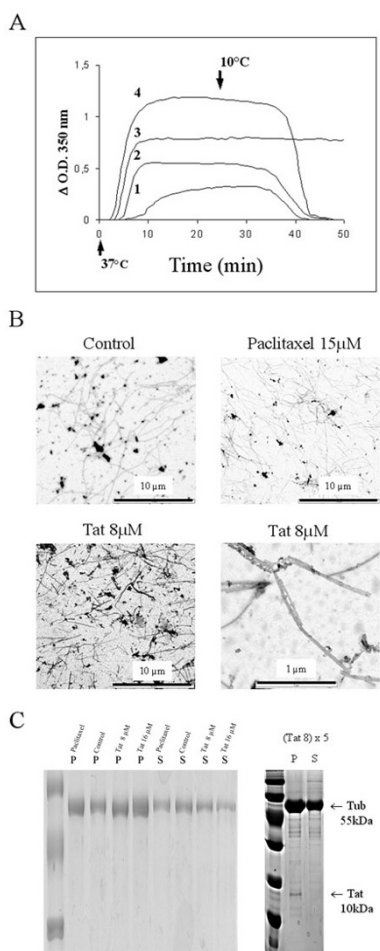 A
10°C
1,5
4
1
3
Δ O.D. 350 nm
0,5
2
1
0
0 10 20 30 40 50
37°C
Time (min)
B
Control
Paclitaxel 15μM
10 μm
10 μm
Tat 8μM
Tat 8μM
10 μm
1 μm
C
Paclitaxel Control Tat 8 μM Tat 16 μM Paclitaxel Control Tat 8 μM Tat 16 μM
P P P P S S S S
(Tat 8) x 5
P S
← Tub
55kDa
← Tat
10kDa